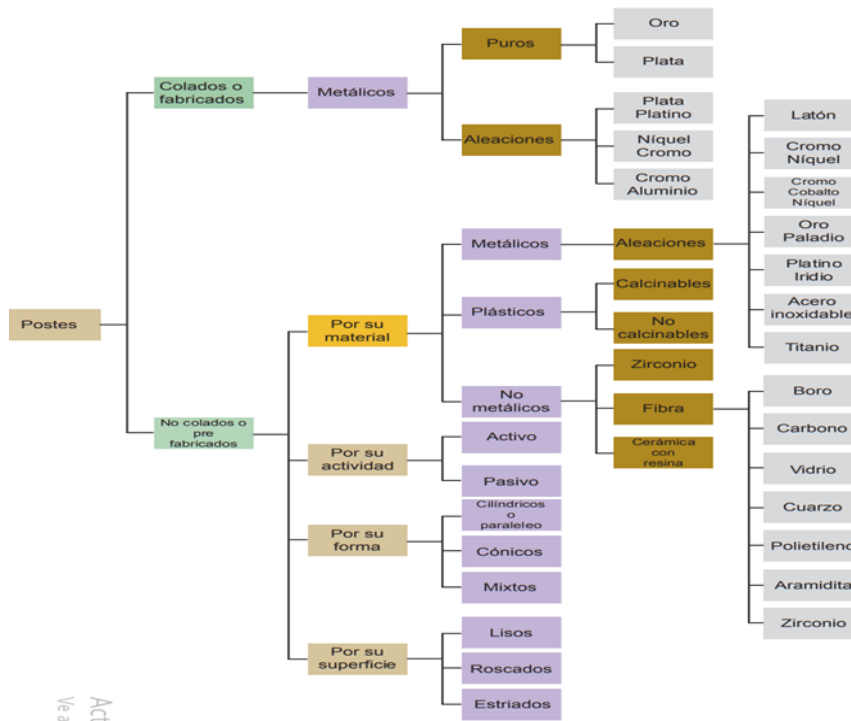 Postes
Colados o
fabricados
Metálicos
Puros
Oro
Plata
Aleaciones
Plata
Platino
Níquel
Cromo
Cromo
Aluminio
No colados o
pre
fabricados
Por su
material
Metálicos
Aleaciones
Latón
Cromo
Níquel
Cromo
Cobalto
Níquel
Oro
Paladio
Platino
Iridio
Acero
inoxidable
Titanio
Plásticos
Calcinables
No
calcinables
No
metálicos
Zirconio
Fibra
Boro
Carbono
Vidrio
Cuarzo
Polietileno
Aramidita
Zirconio
Cerámica
con
resina
Por su
actividad
Activo
Pasivo
Por su
forma
Cilíndricos
o
paraleleo
Cónicos
Mixtos
Por su
superficie
Lisos
Roscados
Estriados
Act
Ve a